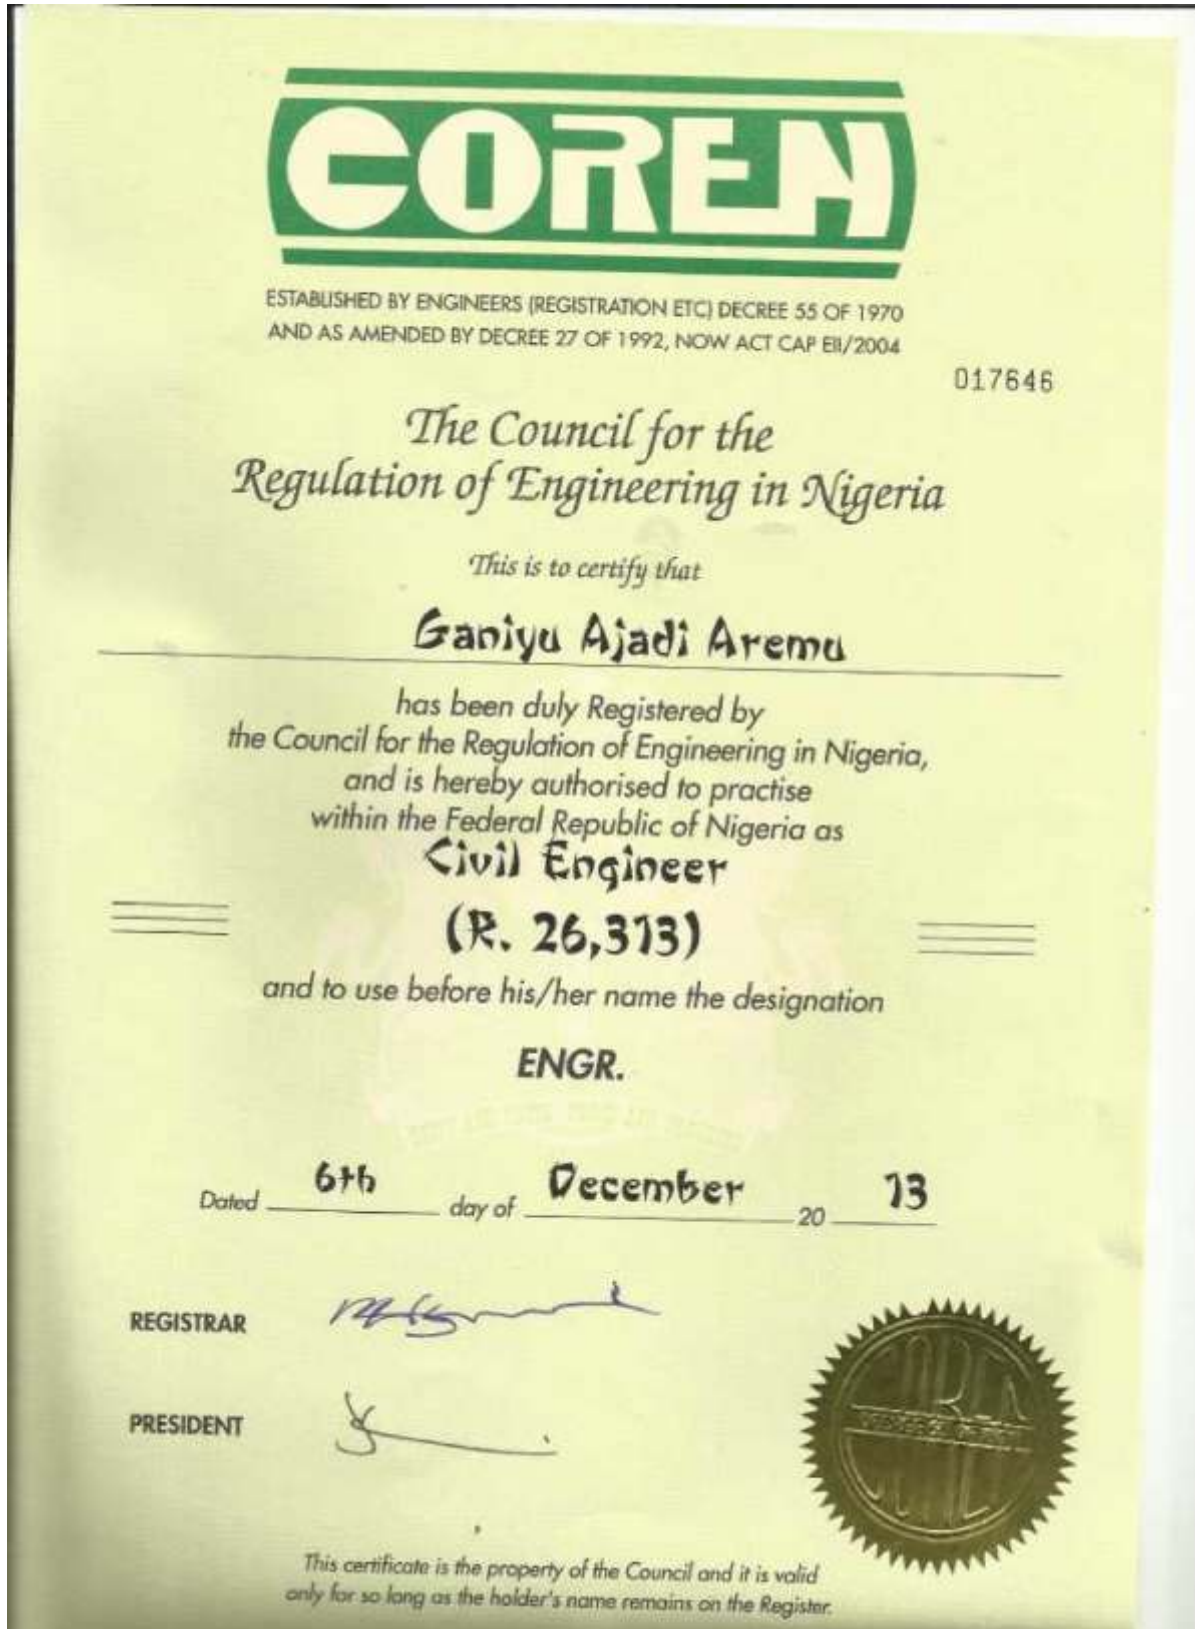 COREN
ESTABLISHED BY ENGINEERS (REGISTRATION ETC) DECREE 55 OF 1970
AND AS AMENDED BY DECREE 27 OF 1992, NOW ACT CAP EII/2004
017646
The Council for the
Regulation of Engineering in Nigeria
This is to certify that
Ganiyu Ajadi Aremu
has been duly Registered by
the Council for the Regulation of Engineering in Nigeria,
and is hereby authorised to practise
within the Federal Republic of Nigeria as
Civil Engineer
(R. 26,313)
and to use before his/her name the designation
ENGR.
Dated 6th day of December 20 13
REGISTRAR
PRESIDENT
COREN
This certificate is the property of the Council and it is valid
only for so long as the holder's name remains on the Register.